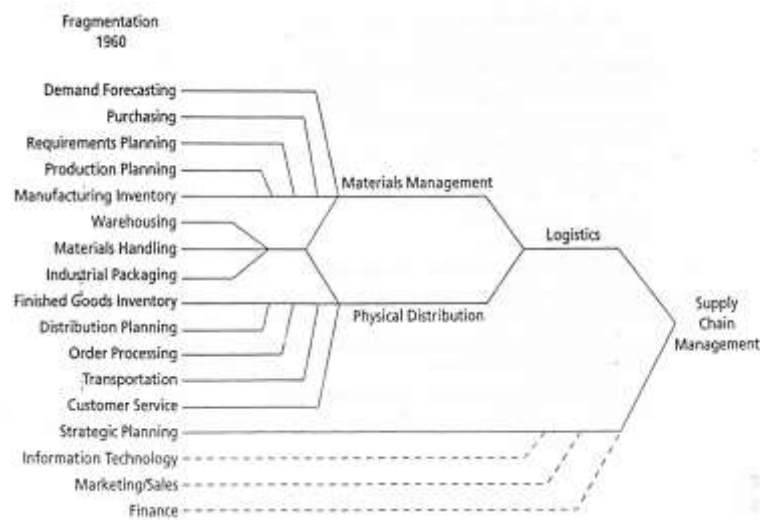 Fragmentation
1960
Demand Forecasting
Purchasing
Requirements Planning
Production Planning
Manufacturing Inventory
Materials Management
Warehousing
Materials Handling
Logistics
Industrial Packaging
Finished Goods Inventory
Physical Distribution
Supply
Chain
Management
Distribution Planning
Order Processing
Transportation
Customer Service
Strategic Planning
Information Technology
Marketing/Sales
Finance